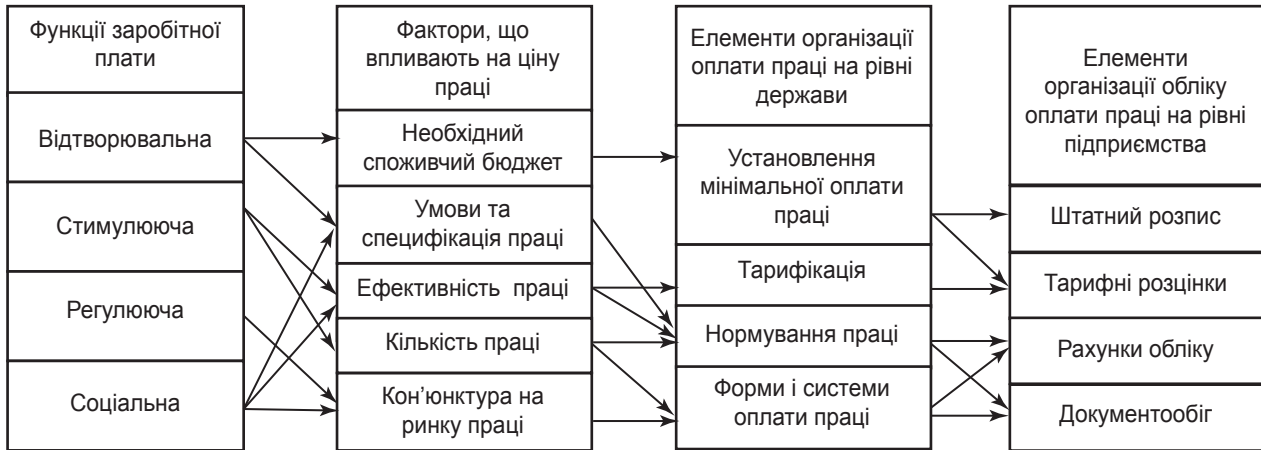 Функції заробітної
плати
Відтворювальна
Стимулююча
Регулююча
Соціальна
Фактори, що
впливають на ціну
праці
Необхідний
споживчий бюджет
Умови та
специфікація праці
Ефективність праці
Кількість праці
Кон’юнктура на
ринку праці
Елементи організації
оплати праці на рівні
держави
Установлення
мінімальної оплати
праці
Тарифікація
Нормування праці
Форми і системи
оплати праці
Елементи
організації обліку
оплати праці на рівні
підприємства
Штатний розпис
Тарифні розцінки
Рахунки обліку
Документообіг